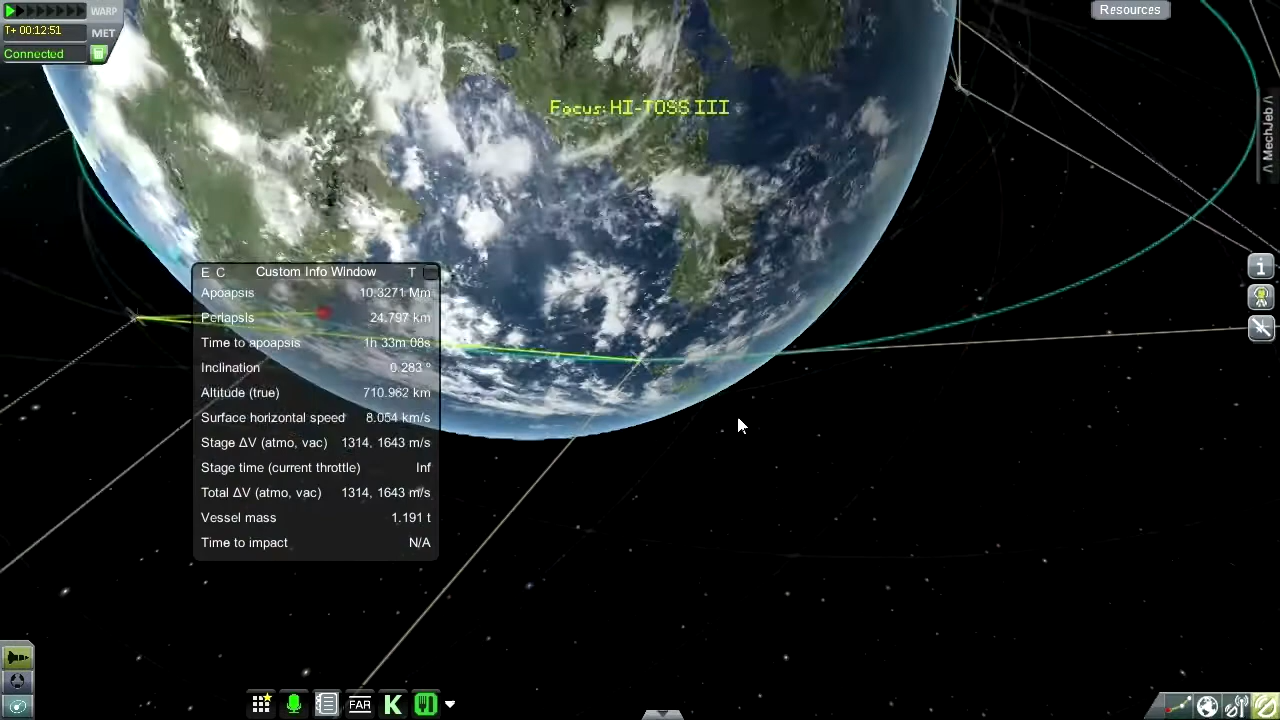 WARP
T+ 00:12:51
MET
Connected
Resources
Focus: HI-TOSS III
Λ MechJeb Λ
E C Custom Info Window T
Apoapsis 10.3271 Mm
Periapsis 24.797 km
Time to apoapsis 1h 33m 08s
Inclination 0.283 º
Altitude (true) 710.962 km
Surface horizontal speed 8.054 km/s
Stage ΔV (atmo, vac) 1314, 1643 m/s
Stage time (current throttle) Inf
Total ΔV (atmo, vac) 1314, 1643 m/s
Vessel mass 1.191 t
Time to impact N/A
FAR K